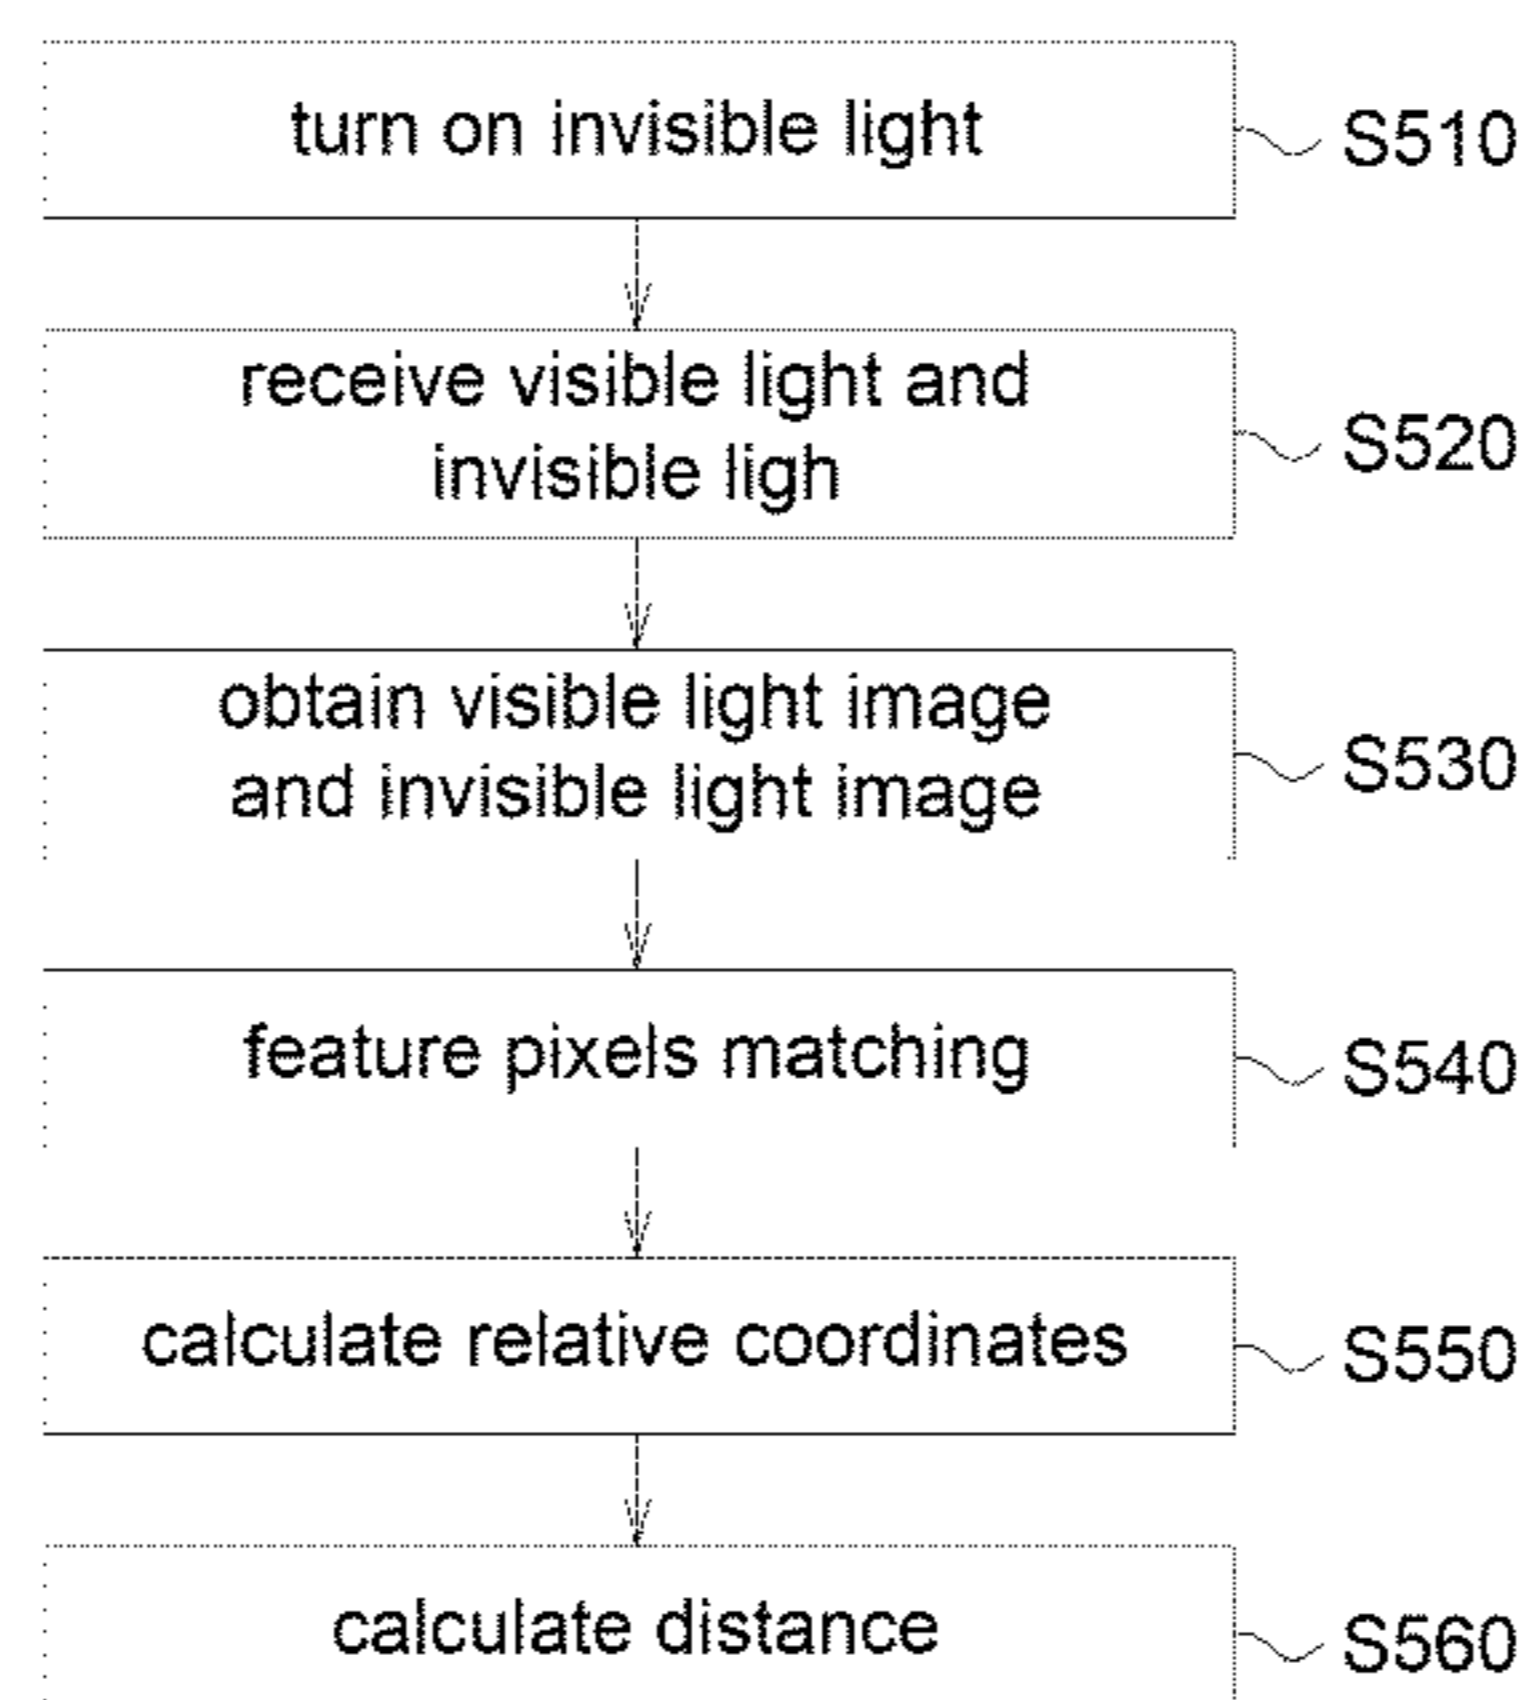 turn on invisible light
S510
receive visible light and
invisible ligh
S520
obtain visible light image
and invisible light image
S530
feature pixels matching
S540
calculate relative coordinates
S550
calculate distance
S560